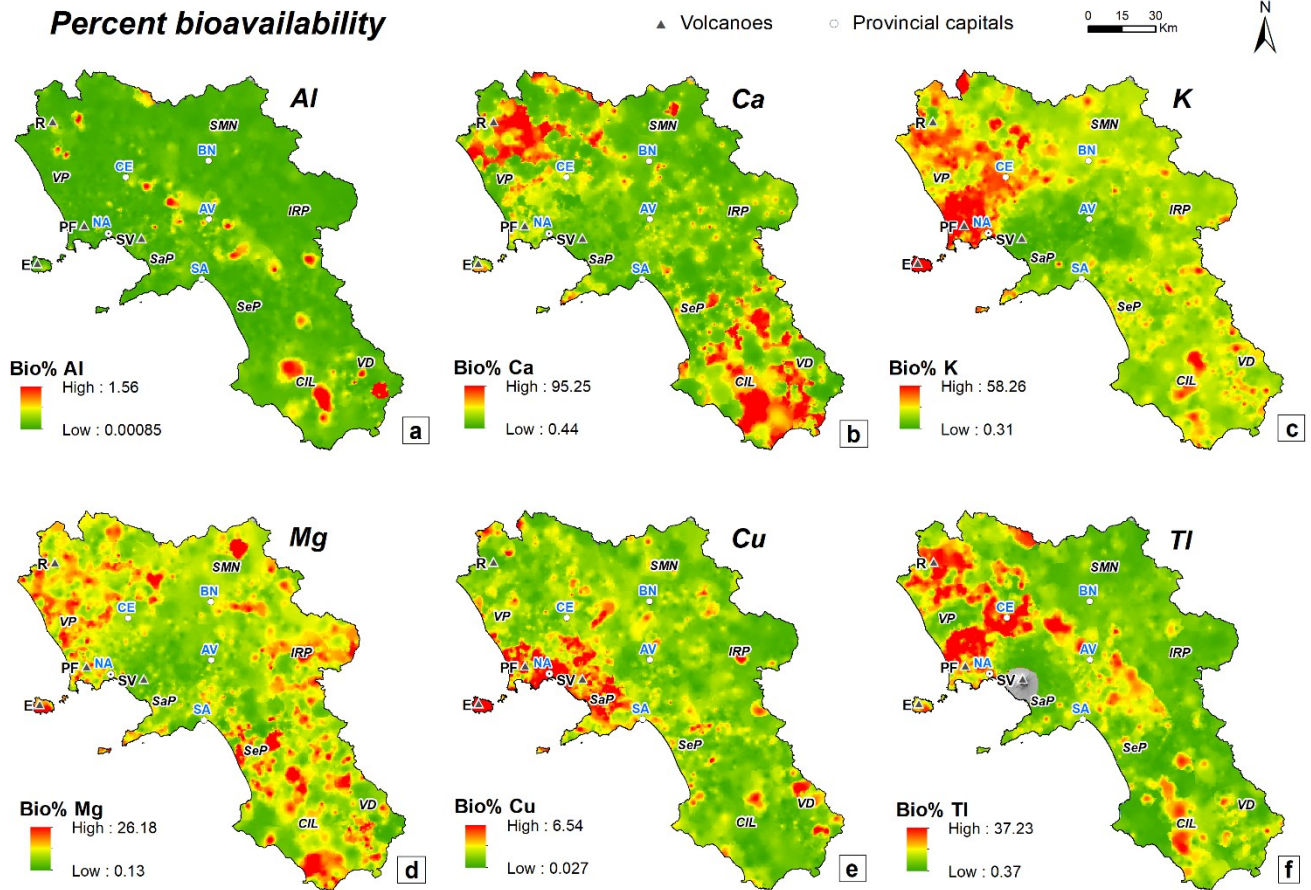 Percent bioavailability
Volcanoes
Provincial capitals
0 15 30
Km
N
Al
R
SMN
BN
CE
VP
AV
IRP
PF
NA
SV
E
SaP
SA
SeP
VD
CIL
Bio% Al
High : 1.56
Low : 0.00085
a
Ca
R
SMN
BN
CE
VP
AV
IRP
PF
NA
SV
E
SaP
SA
SeP
VD
CIL
Bio% Ca
High : 95.25
Low : 0.44
b
K
R
SMN
BN
CE
VP
AV
IRP
PF
NA
SV
E
SaP
SA
SeP
VD
CIL
Bio% K
High : 58.26
Low : 0.31
c
Mg
R
SMN
BN
CE
VP
AV
IRP
PF
NA
SV
E
SaP
SA
SeP
VD
CIL
Bio% Mg
High : 26.18
Low : 0.13
d
Cu
R
SMN
BN
CE
VP
AV
IRP
PF
NA
SV
E
SaP
SA
SeP
VD
CIL
Bio% Cu
High : 6.54
Low : 0.027
e
Tl
R
SMN
BN
CE
VP
AV
IRP
PF
NA
SV
E
SaP
SA
SeP
VD
CIL
Bio% Tl
High : 37.23
Low : 0.37
f